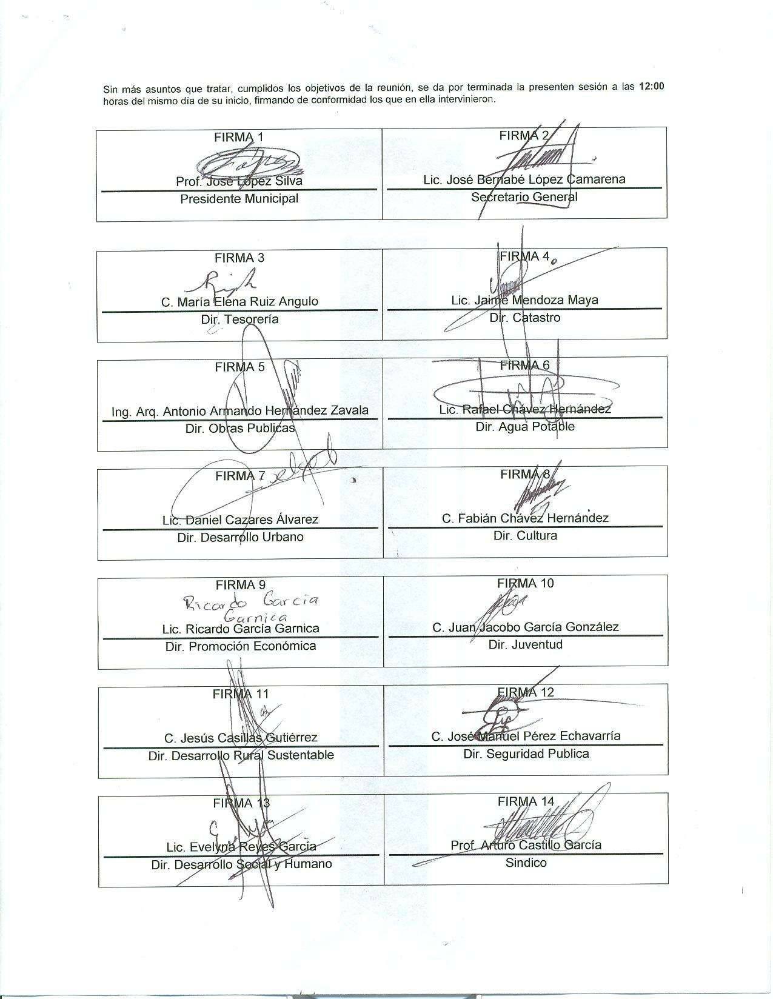 Sin más asuntos que tratar, cumplidos los objetivos de la reunión, se da por terminada la presenten sesión a las 12:00
horas del mismo día de su inicio, firmando de conformidad los que en ella intervinieron.
FIRMA 1
Prof. José López Silva
Presidente Municipal
FIRMA 2
Lic. José Bernabé López Camarena
Secretario General
FIRMA 3
C. María Elena Ruiz Angulo
Dir. Tesorería
FIRMA 4
Lic. Jaime Mendoza Maya
Dir. Catastro
FIRMA 5
Ing. Arq. Antonio Armando Hernández Zavala
Dir. Obras Publicas
FIRMA 6
Lic. Rafael Chávez Hernández
Dir. Agua Potable
FIRMA 7
Lic. Daniel Cazares Álvarez
Dir. Desarrollo Urbano
FIRMA 8
C. Fabián Chávez Hernández
Dir. Cultura
FIRMA 9
Ricardo Garcia
Garnica
Lic. Ricardo García Garnica
Dir. Promoción Económica
FIRMA 10
C. Juan Jacobo García González
Dir. Juventud
FIRMA 11
C. Jesús Casillas Gutiérrez
Dir. Desarrollo Rural Sustentable
FIRMA 12
C. José Manuel Pérez Echavarría
Dir. Seguridad Publica
FIRMA 13
Lic. Evelyna Reyes García
Dir. Desarrollo Social y Humano
FIRMA 14
Prof. Arturo Castillo García
Sindico